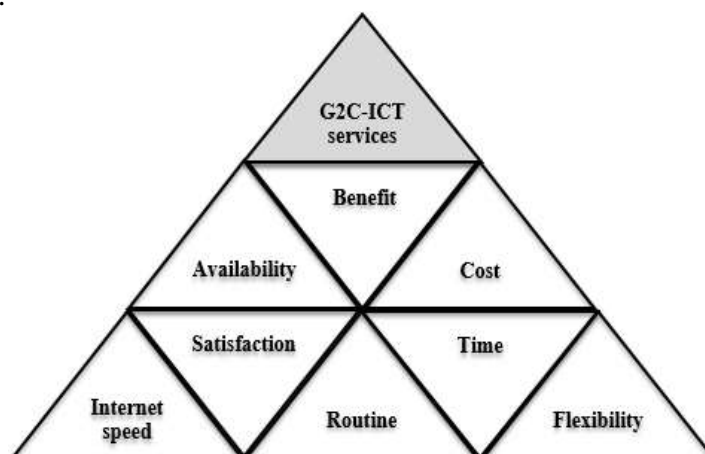 .
G2C-ICT
services
Benefit
Availability
Cost
Satisfaction
Time
Internet
speed
Routine
Flexibility